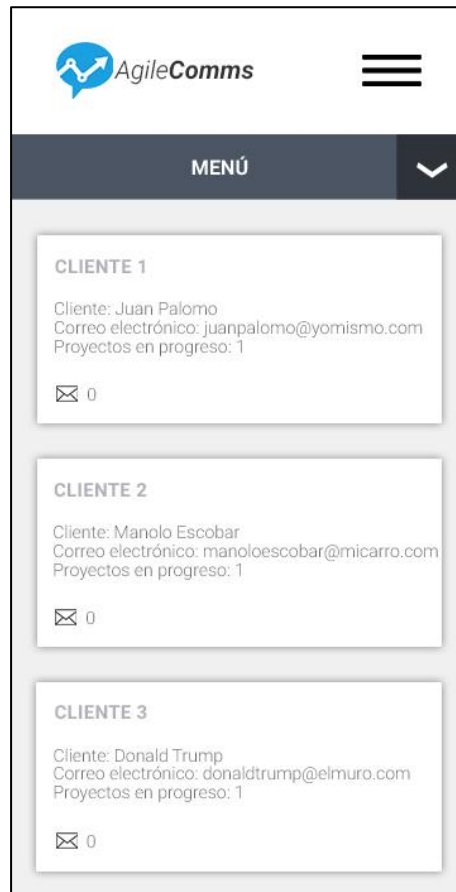 AgileComms
MENÚ
CLIENTE 1
Cliente: Juan Palomo
Correo electrónico: juanpalomo@yomismo.com
Proyectos en progreso: 1
0
CLIENTE 2
Cliente: Manolo Escobar
Correo electrónico: manoloescobar@micarro.com
Proyectos en progreso: 1
0
CLIENTE 3
Cliente: Donald Trump
Correo electrónico: donaldtrump@elmuro.com
Proyectos en progreso: 1
0